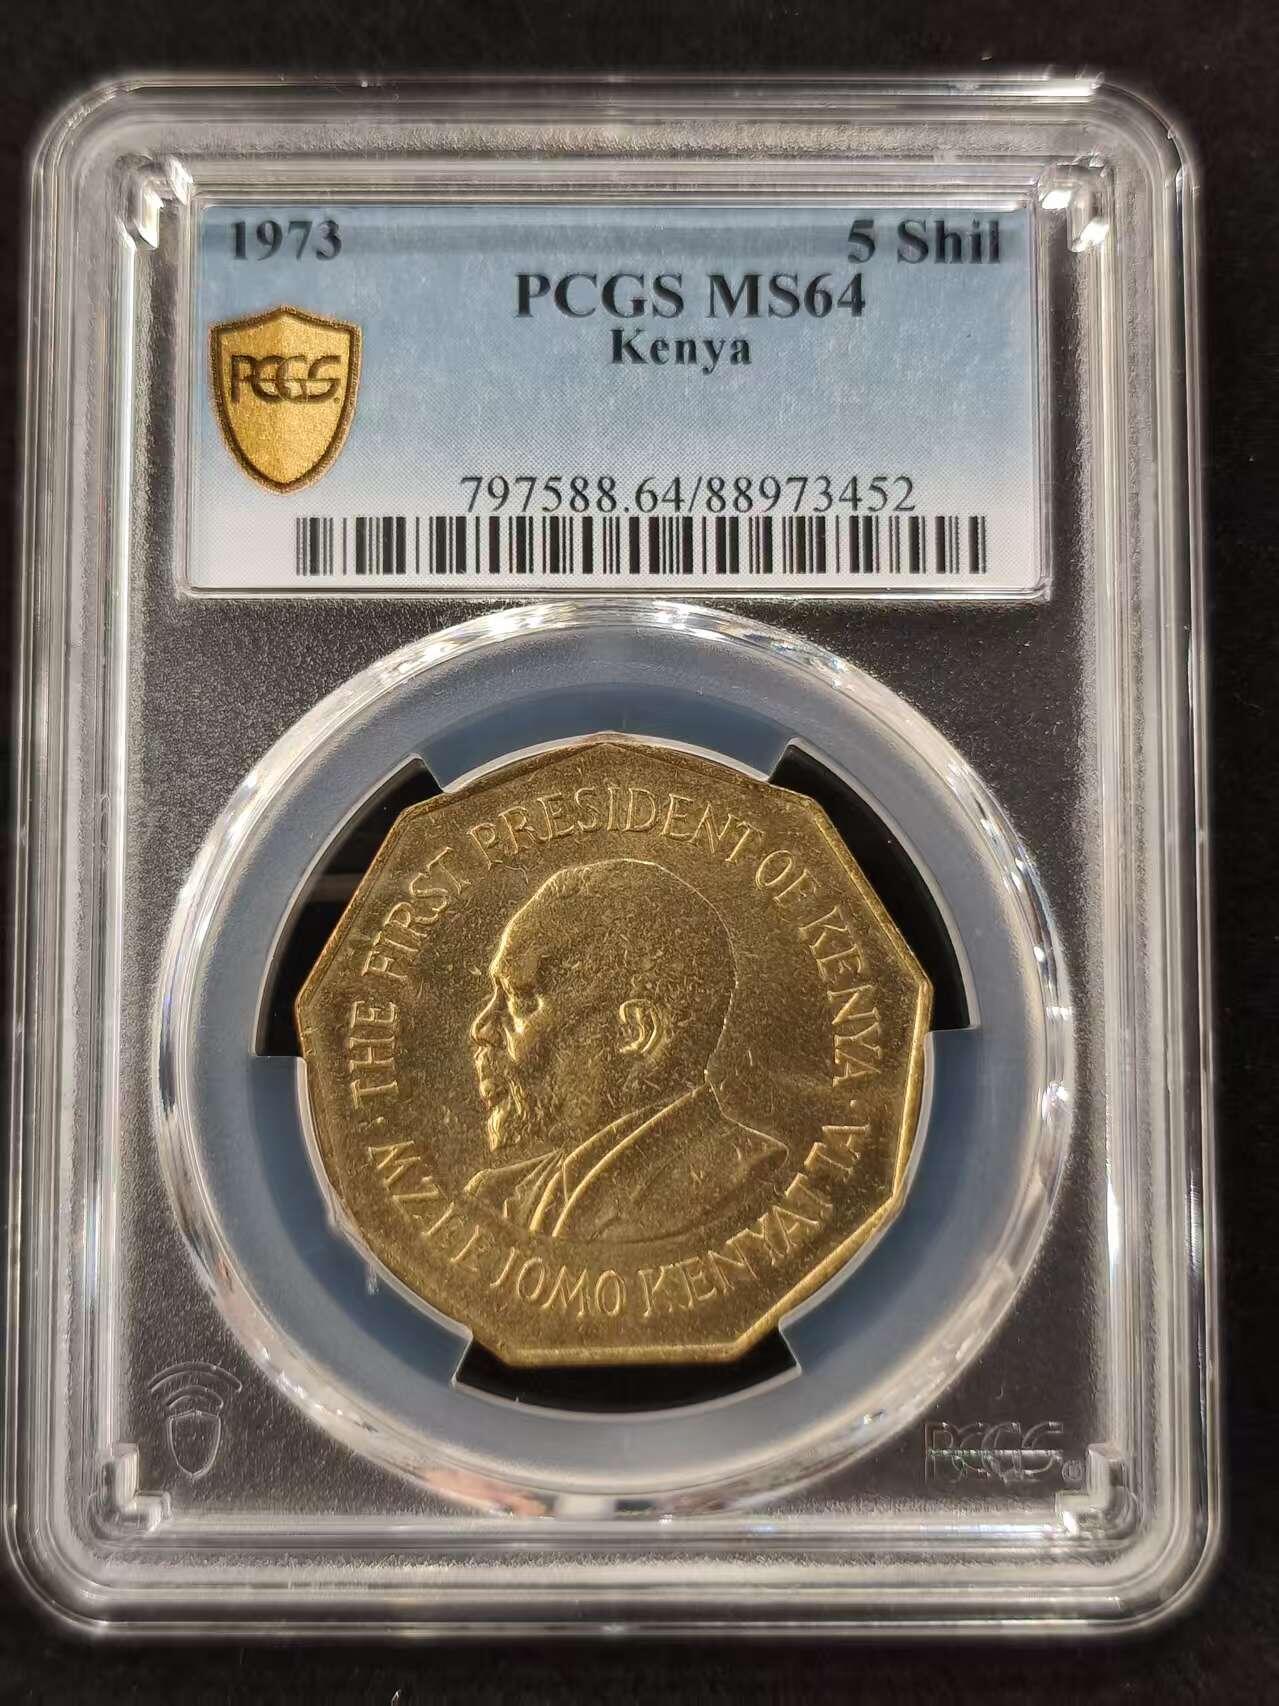 1973 5 Shil
PCGS MS64
Kenya
PCGS
797588.64/88973452
· THE FIRST PRESIDENT OF KENYA ·
MZEE JOMO KENYATTA
PCGS